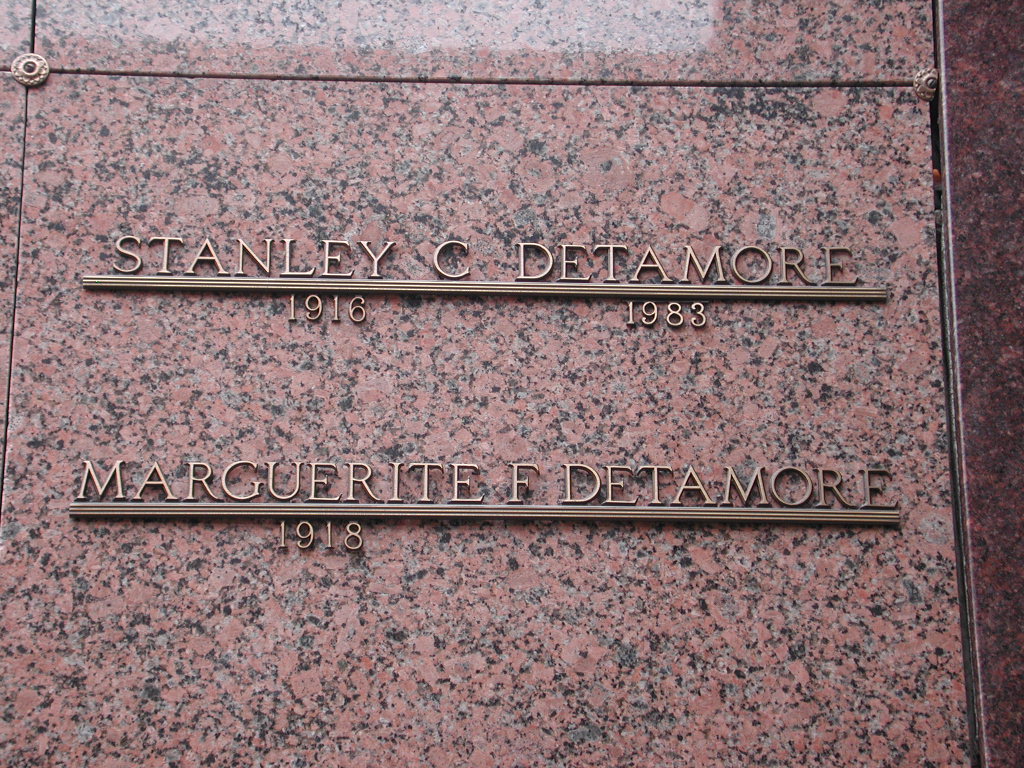 STANLEY C DETAMORE
1916 1983
MARGUERITE F DETAMORE
1918